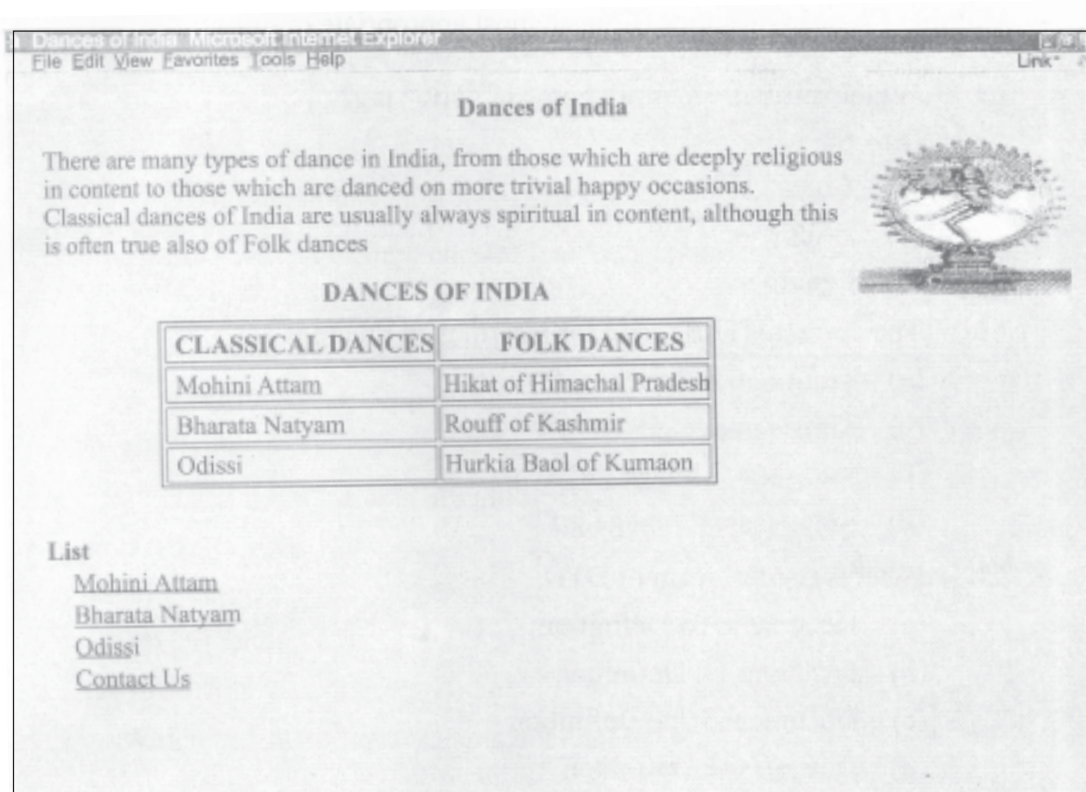 Dances of India Microsoft Internet Explorer
File Edit View Favorites Tools Help Link
Dances of India
There are many types of dance in India, from those which are deeply religious
in content to those which are danced on more trivial happy occasions.
Classical dances of India are usually always spiritual in content, although this
is often true also of Folk dances
DANCES OF INDIA
CLASSICAL DANCES FOLK DANCES
Mohini Attam Hikat of Himachal Pradesh
Bharata Natyam Rouff of Kashmir
Odissi Hurkia Baol of Kumaon
List
Mohini Attam
Bharata Natyam
Odissi
Contact Us